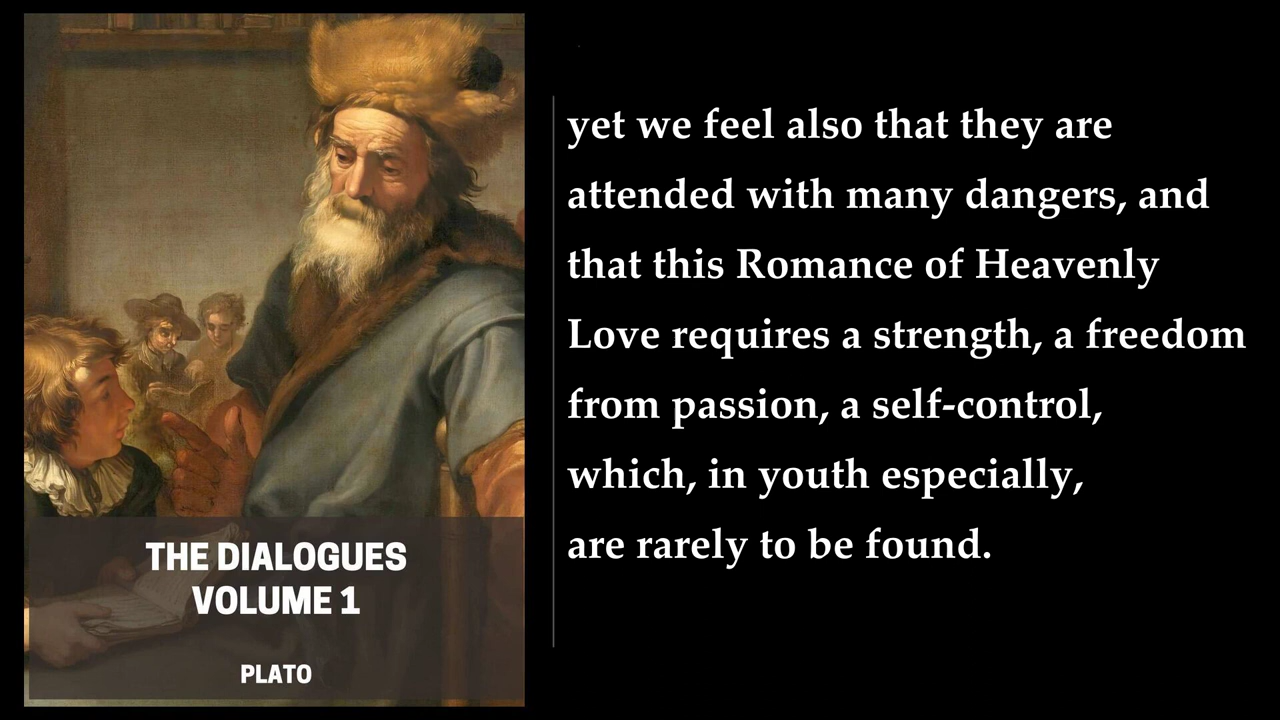 THE DIALOGUES
VOLUME 1
PLATO
yet we feel also that they are
attended with many dangers, and
that this Romance of Heavenly
Love requires a strength, a freedom
from passion, a self-control,
which, in youth especially,
are rarely to be found.